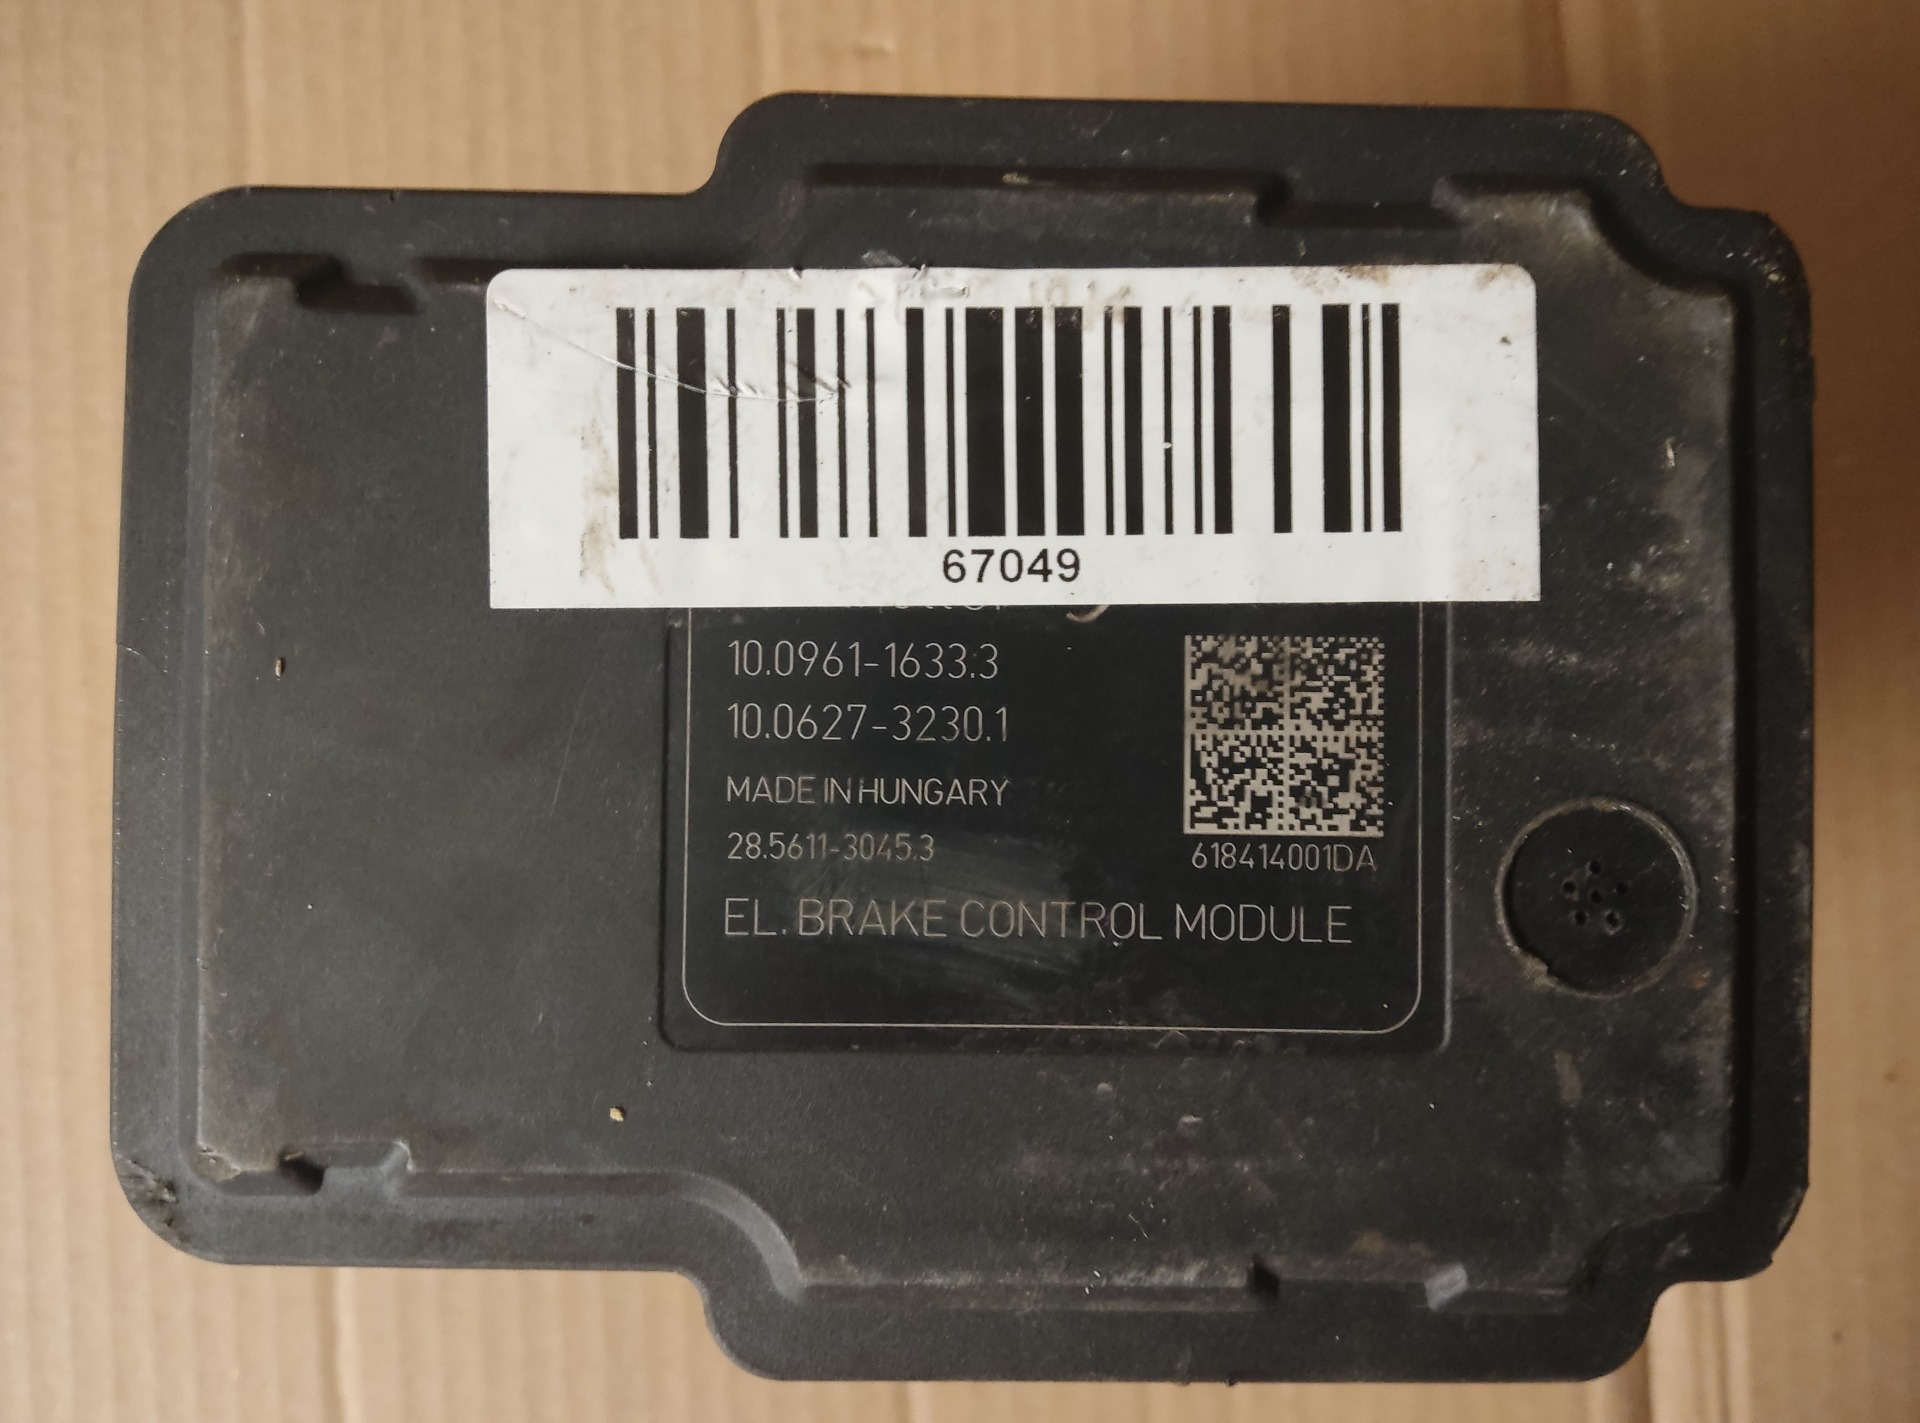 67049
10.0961-1633.3
10.0627-3230.1
MADE IN HUNGARY
28.5611-3045.3
618414001DA
EL. BRAKE CONTROL MODULE